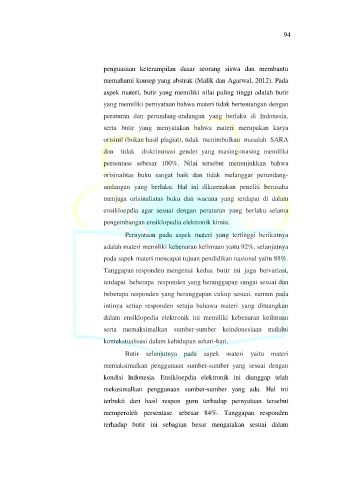 94
penguasaan keterampilan dasar seorang siswa dan membantu
memahami konsep yang abstrak (Malik dan Agarwal, 2012). Pada
aspek materi, butir yang memiliki nilai paling tinggi adalah butir
yang memiliki pernyataan bahwa materi tidak bertentangan dengan
peraturan dan perundang-undangan yang berlaku di Indonesia,
serta butir yang menyatakan bahwa materi merupakan karya
orisinil (bukan hasil plagiat), tidak menimbulkan masalah SARA
dan tidak diskriminasi gender yang masing-masing memiliki
persentase sebesar 100%. Nilai tersebut menunjukkan bahwa
orisinalitas buku sangat baik dan tidak melanggar perundang-
undangan yang berlaku. Hal ini dikarenakan peneliti berusaha
menjaga orisinaliatas buku dan wacana yang terdapat di dalam
ensikloepdia agar sesuai dengan peraturan yang berlaku selama
pengembangan ensiklopedia elektronik kimia.
Pernyataan pada aspek materi yang tertinggi berikutnya
adalah materi memiliki kebenaran keilmuan yaitu 92%, selanjutnya
pada aspek materi mencapai tujuan pendidikan nasional yaitu 88%.
Tanggapan responden mengenai kedua butir ini juga bervariasi,
terdapat beberapa responden yang beranggapan sangat sesuai dan
beberapa responden yang beranggapan cukup sesuai, namun pada
intinya setiap responden setuju bahwa materi yang dituangkan
dalam ensiklopedia elektronik ini memiliki kebenaran keilmuan
serta memaksimalkan sumber-sumber keindonesiaan malalui
kontekstualisasi dalam kehidupan sehari-hari.
Butir selanjutnya pada aspek materi yaitu materi
memaksimalkan penggunaan sumber-sumber yang sesuai dengan
kondisi Indonesia. Ensikloepdia elektronik ini dianggap telah
mekasimalkan penggunaan sumber-sumber yang ada. Hal ini
terbukti dari hasil respon guru terhadap pernyataan tersebut
memperoleh persentase sebesar 84%. Tanggapan responden
terhadap butir ini sebagian besar mengatakan sesuai dalam